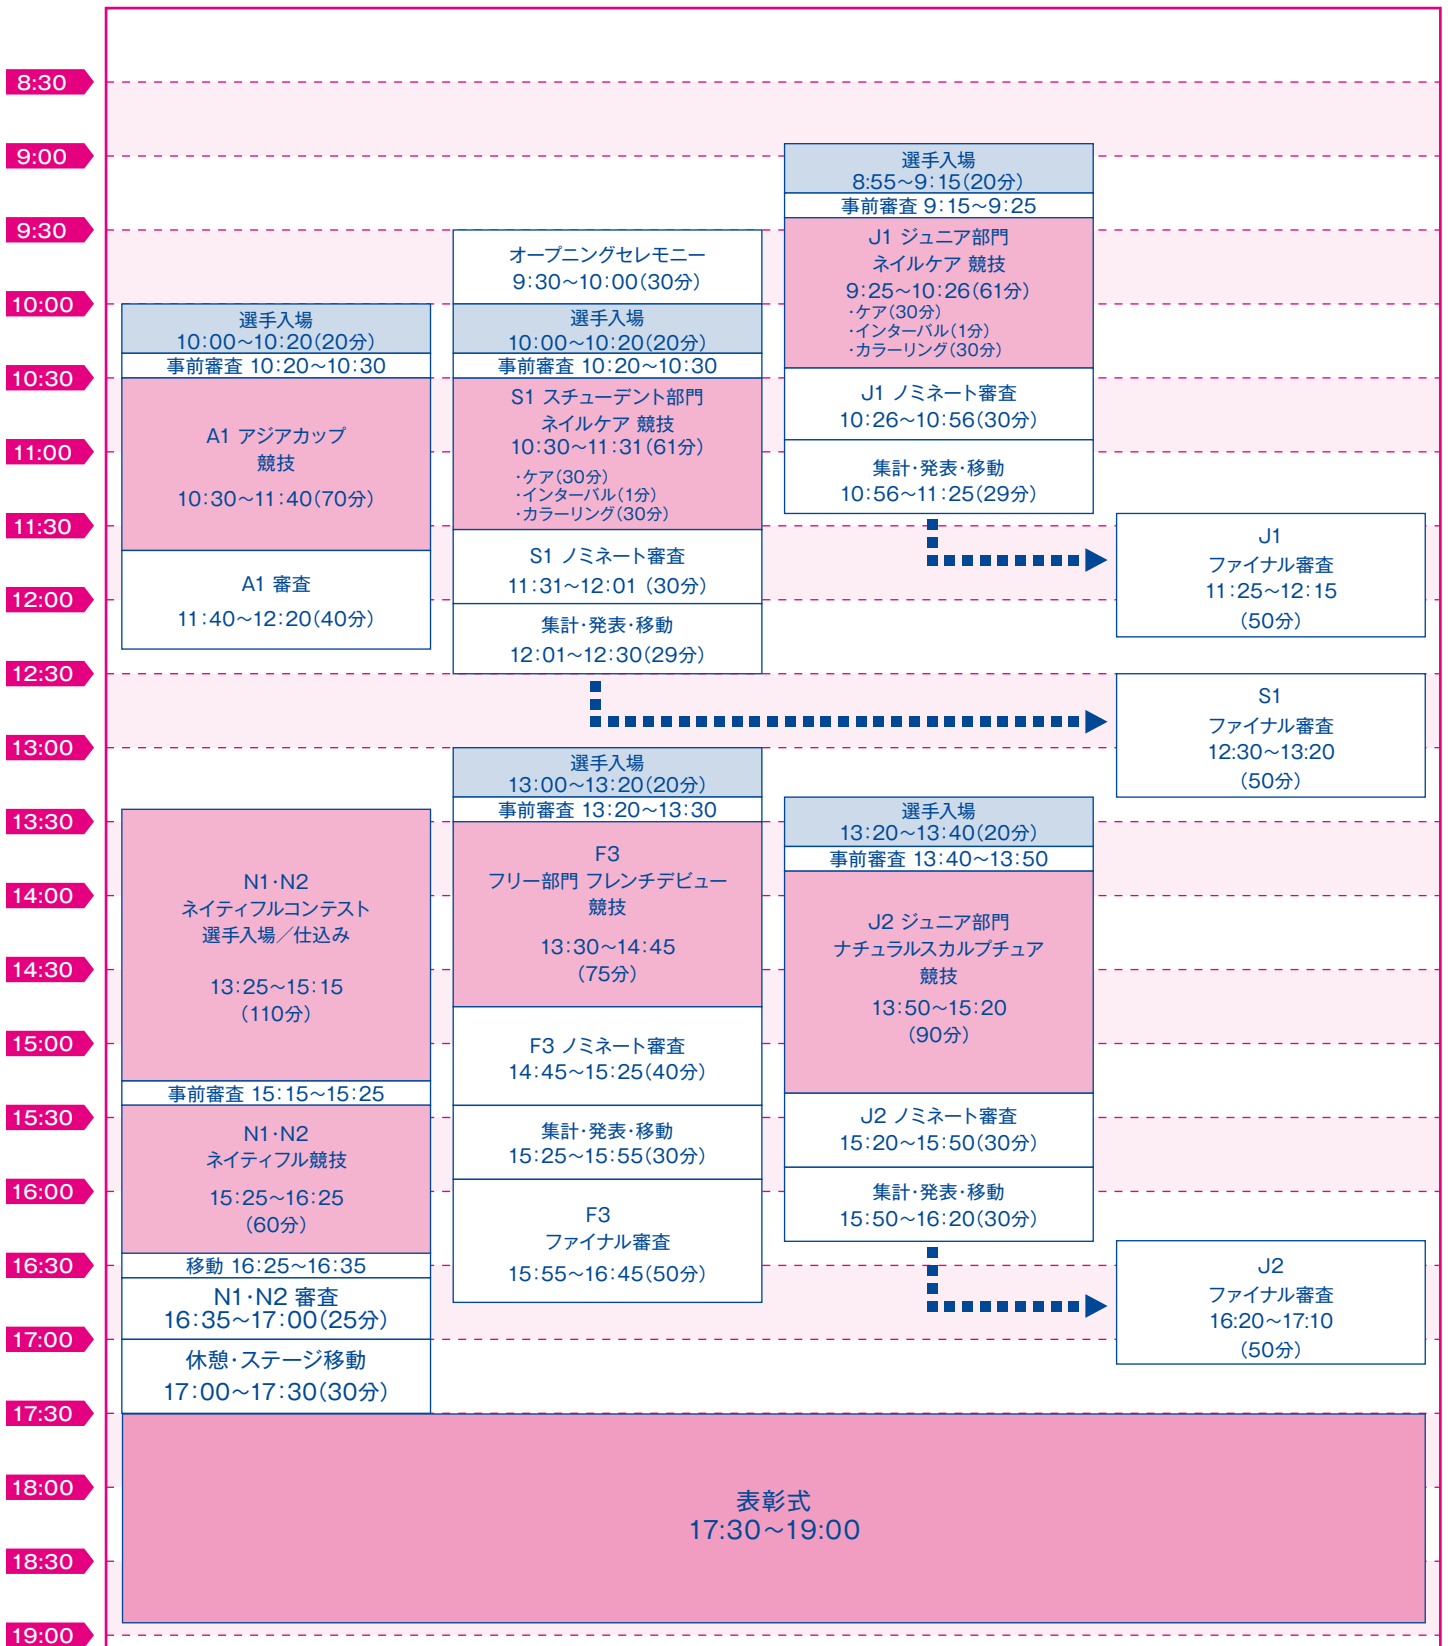 8:30
9:00
9:30
10:00
10:30
11:00
11:30
12:00
12:30
13:00
13:30
14:00
14:30
15:00
15:30
16:00
16:30
17:00
17:30
18:00
18:30
19:00
選手入場
10:00～10:20(20分)
事前審査 10:20～10:30
A1 アジアカップ
競技
10:30～11:40(70分)
A1 審査
11:40～12:20(40分)
N1・N2
ネイティフルコンテスト
選手入場／仕込み
13:25～15:15
(110分)
事前審査 15:15～15:25
N1・N2
ネイティフル競技
15:25～16:25
(60分)
移動 16:25～16:35
N1・N2 審査
16:35～17:00(25分)
休憩・ステージ移動
17:00～17:30(30分)
オープニングセレモニー
9:30～10:00(30分)
選手入場
10:00～10:20(20分)
事前審査 10:20～10:30
S1 スチューデント部門
ネイルケア 競技
10:30～11:31(61分)
・ケア(30分)
・インターバル(1分)
・カラーリング(30分)
S1 ノミネート審査
11:31～12:01 (30分)
集計・発表・移動
12:01～12:30(29分)
選手入場
13:00～13:20(20分)
事前審査 13:20～13:30
F3
フリー部門 フレンチデビュー
競技
13:30～14:45
(75分)
F3 ノミネート審査
14:45～15:25(40分)
集計・発表・移動
15:25～15:55(30分)
F3
ファイナル審査
15:55～16:45(50分)
選手入場
8:55～9:15(20分)
事前審査 9:15～9:25
J1 ジュニア部門
ネイルケア 競技
9:25～10:26(61分)
・ケア(30分)
・インターバル(1分)
・カラーリング(30分)
J1 ノミネート審査
10:26～10:56(30分)
集計・発表・移動
10:56～11:25(29分)
選手入場
13:20～13:40(20分)
事前審査 13:40～13:50
J2 ジュニア部門
ナチュラルスカルプチュア
競技
13:50～15:20
(90分)
J2 ノミネート審査
15:20～15:50(30分)
集計・発表・移動
15:50～16:20(30分)
J1
ファイナル審査
11:25～12:15
(50分)
S1
ファイナル審査
12:30～13:20
(50分)
J2
ファイナル審査
16:20～17:10
(50分)
表彰式
17:30～19:00